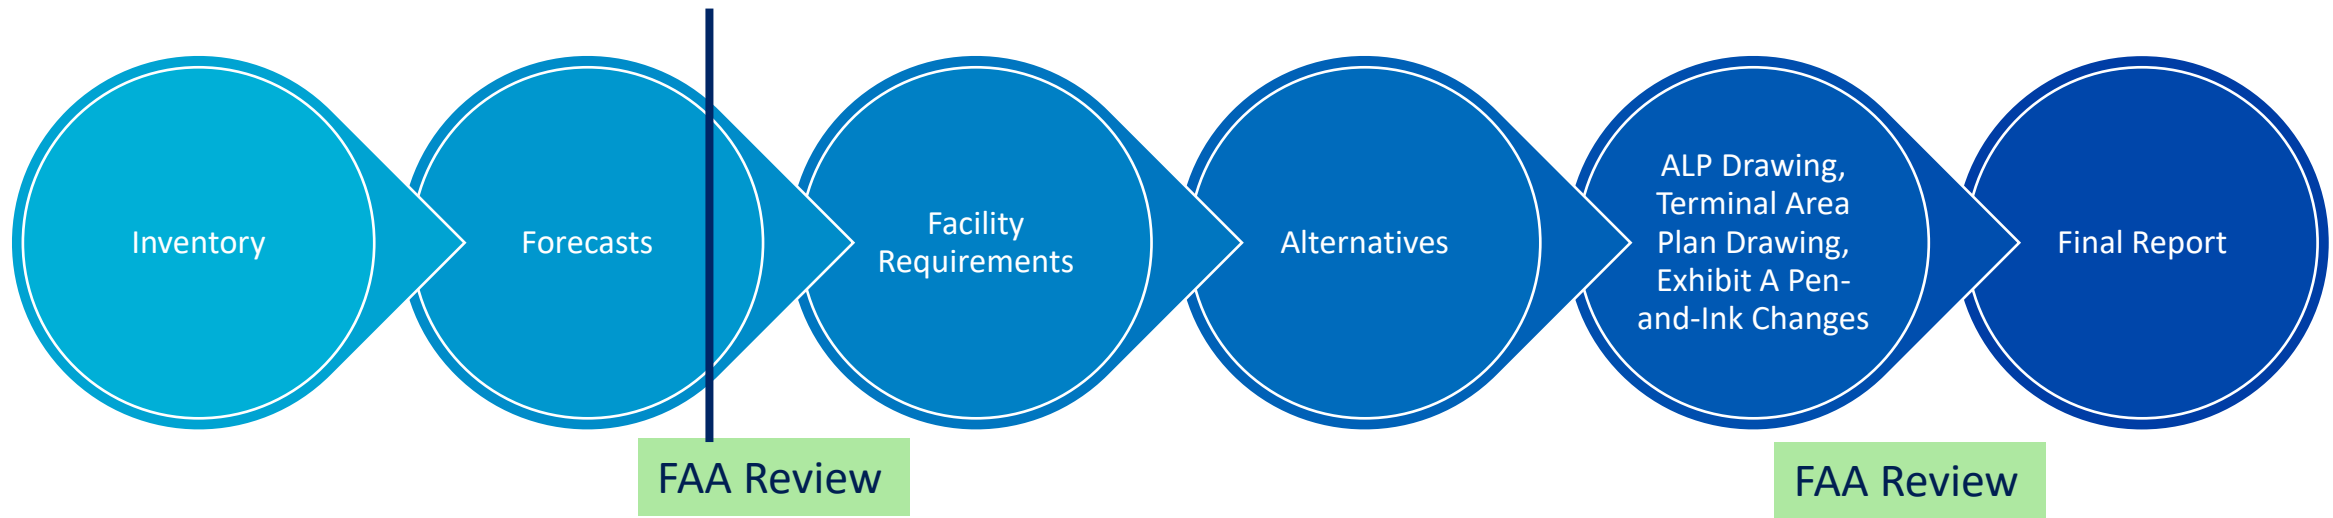 Inventory
Forecasts
Facility
Requirements
Alternatives
ALP Drawing,
Terminal Area
Plan Drawing,
Exhibit A Pen-
and-Ink Changes
Final Report
FAA Review
FAA Review